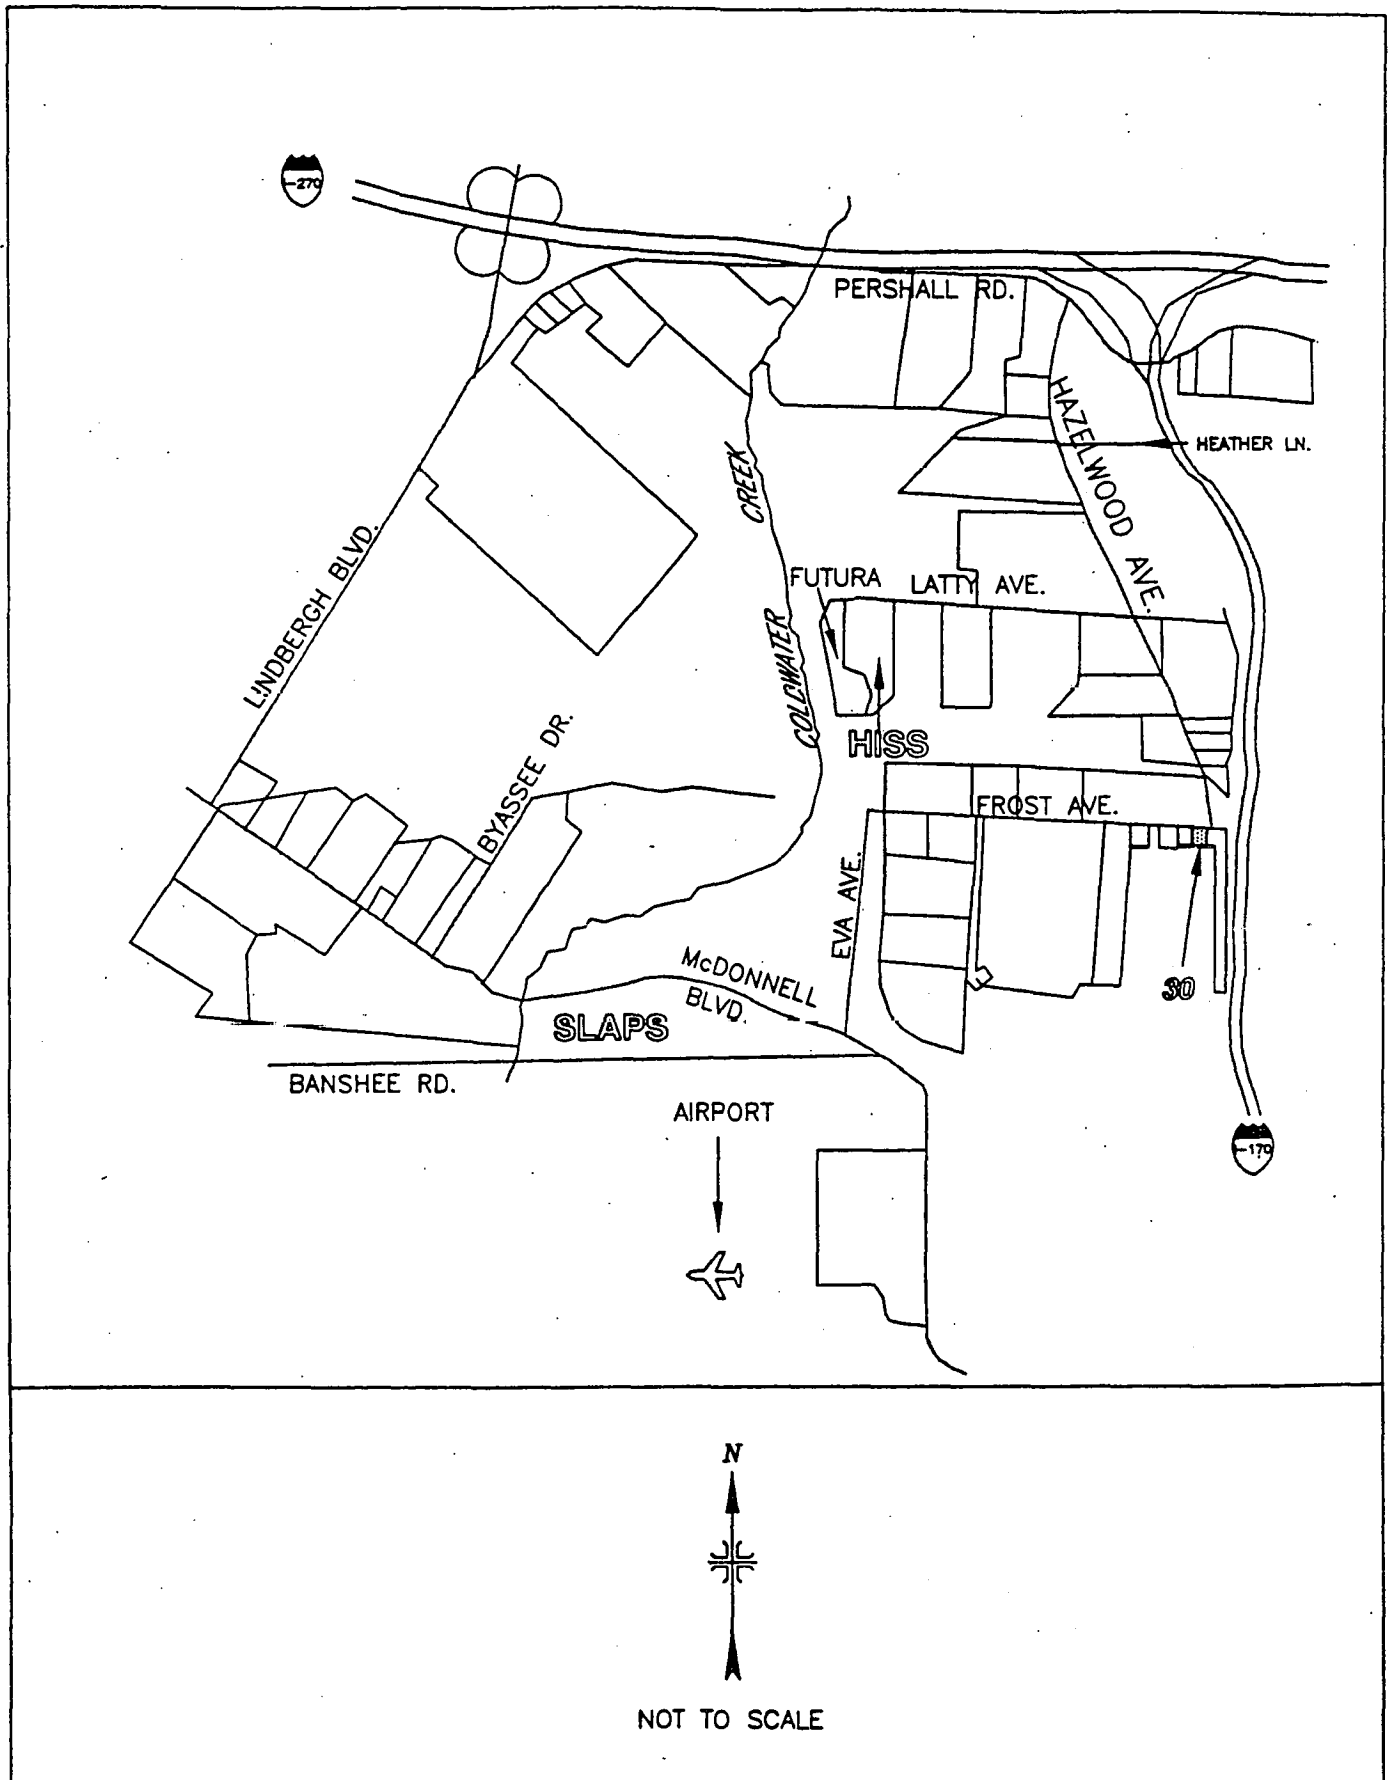 I-270
PERSHALL RD.
HAZELWOOD AVE.
HEATHER LN.
COLDWATER CREEK
LINDBERGH BLVD.
FUTURA
LATTY AVE.
HISS
BYASSEE DR.
FROST AVE.
EVA AVE.
McDONNELL
BLVD.
30
SLAPS
BANSHEE RD.
AIRPORT
I-170
N
NOT TO SCALE